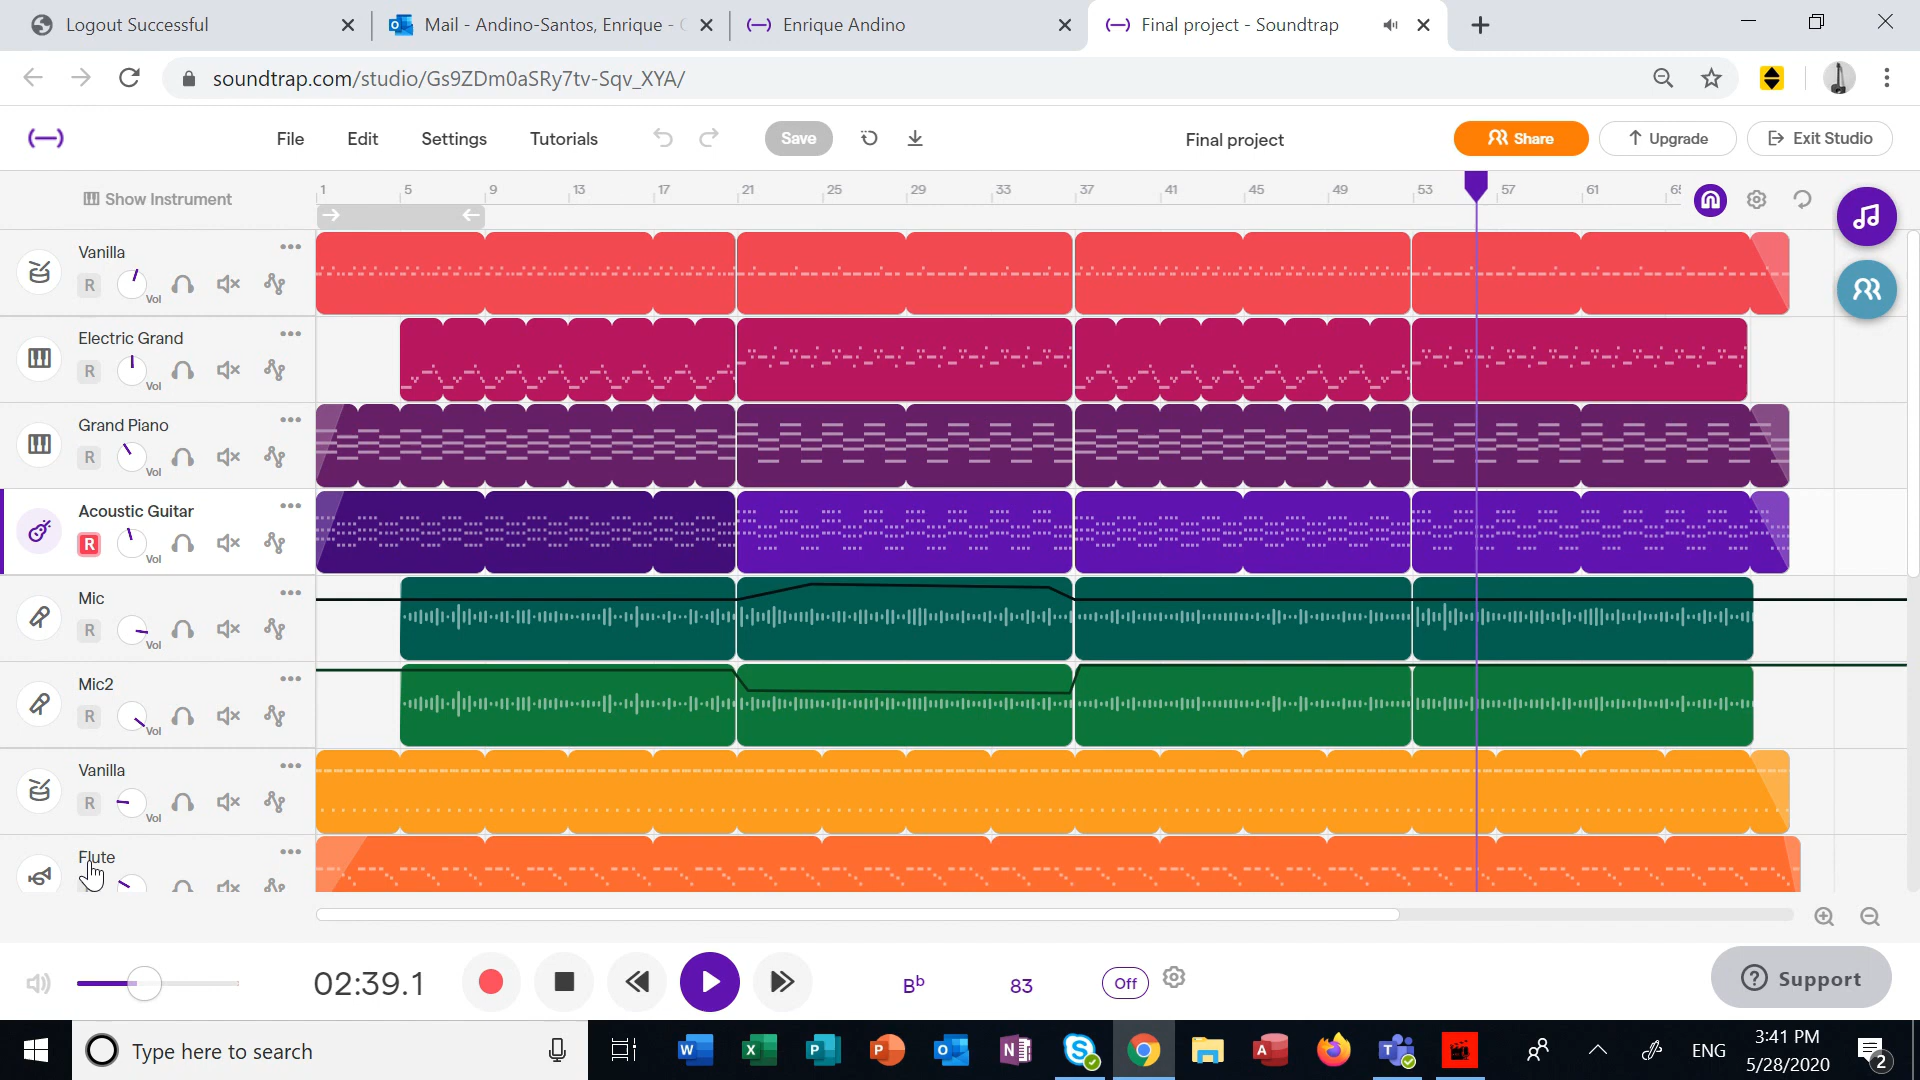 Logout Successful
Mail - Andino-Santos, Enrique -
Enrique Andino
Final project - Soundtrap
soundtrap.com/studio/Gs9ZDm0aSRy7tv-Sqv_XYA/
File Edit Settings Tutorials Save Final project Share Upgrade Exit Studio
Show Instrument
1 5 9 13 17 21 25 29 33 37 41 45 49 53 57 61
Vanilla
R Vol
Electric Grand
R Vol
Grand Piano
R Vol
Acoustic Guitar
R Vol
Mic
R Vol
Mic2
R Vol
Vanilla
R Vol
Flute
02:39.1 Bb 83 Off Support
Type here to search
ENG
3:41 PM
5/28/2020
2